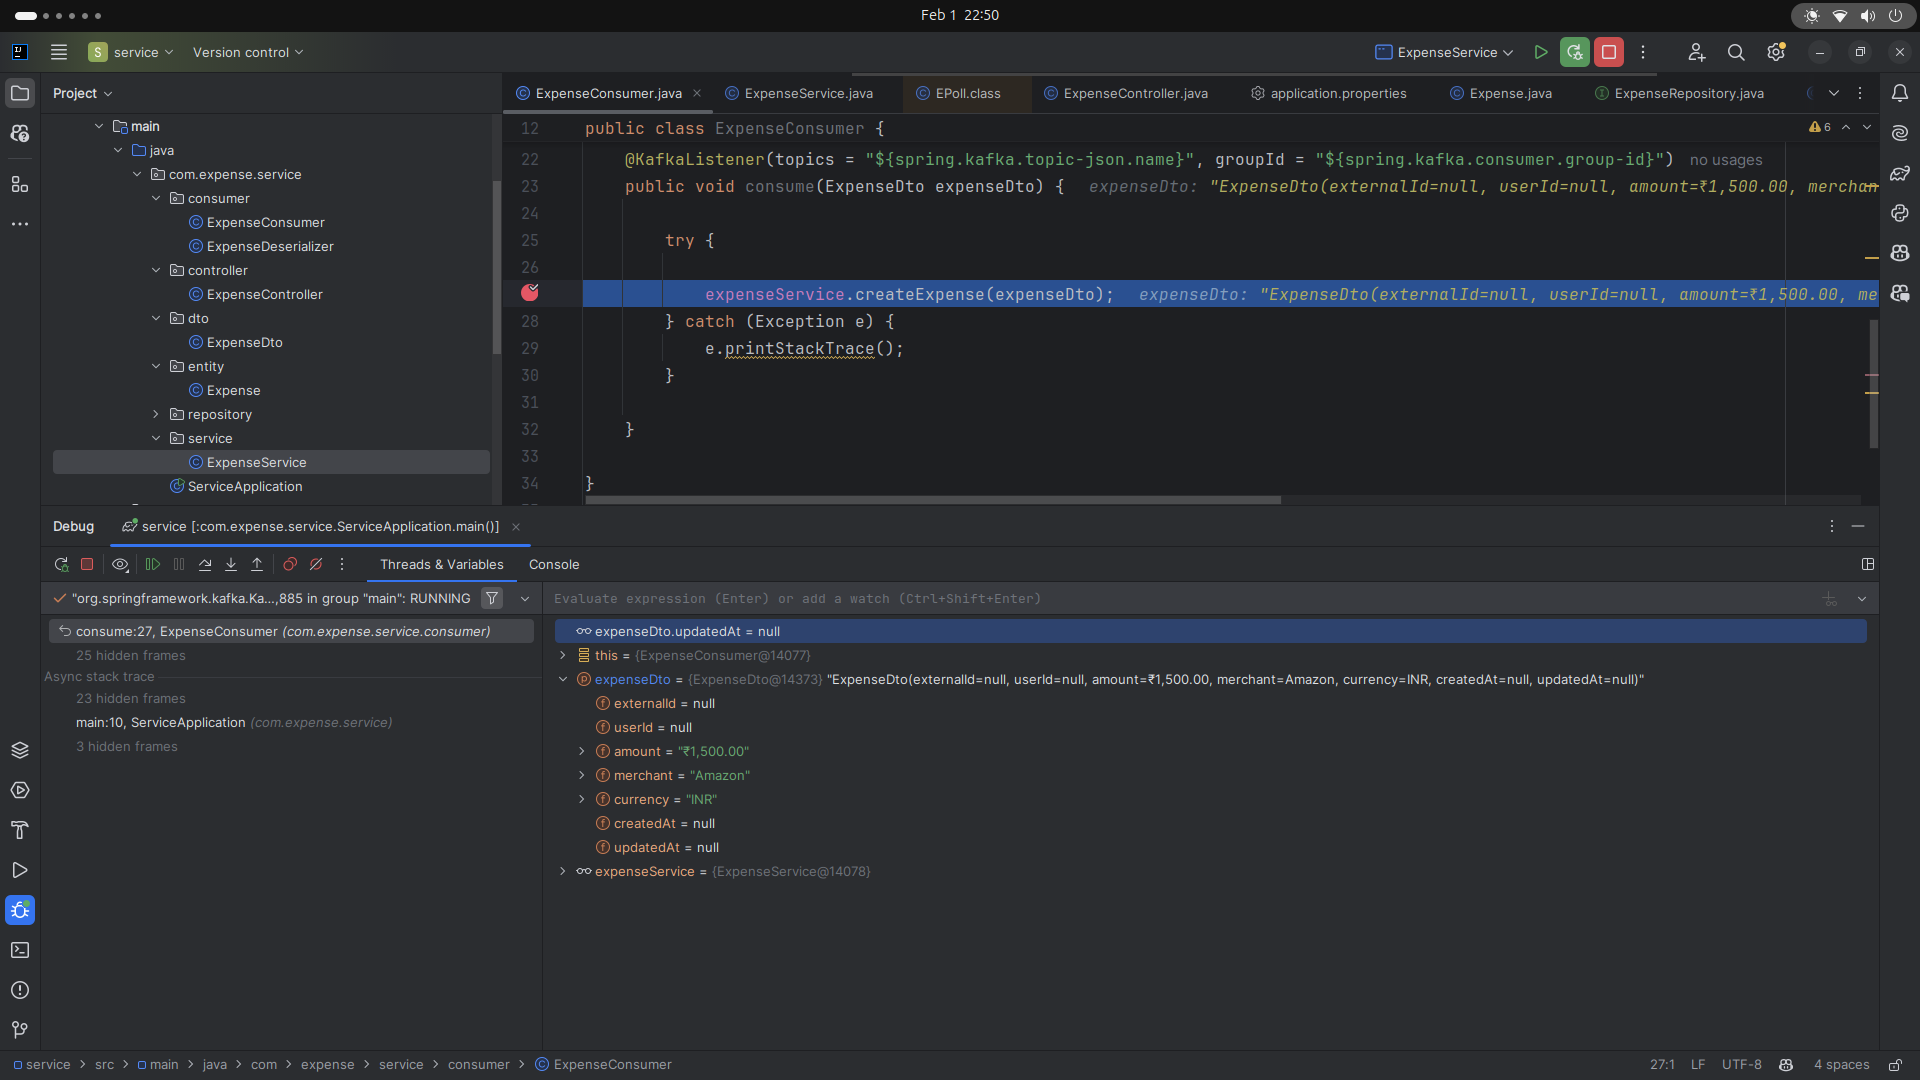 Feb 1 22:50
S service
Version control
ExpenseService
Project
ExpenseConsumer.java
ExpenseService.java
EPoll.class
ExpenseController.java
application.properties
Expense.java
ExpenseRepository.java
main
java
com.expense.service
consumer
ExpenseConsumer
ExpenseDeserializer
controller
ExpenseController
dto
ExpenseDto
entity
Expense
repository
service
ExpenseService
ServiceApplication
12 public class ExpenseConsumer {
6
22 @KafkaListener(topics = "${spring.kafka.topic-json.name}", groupId = "${spring.kafka.consumer.group-id}") no usages
23 public void consume(ExpenseDto expenseDto) { expenseDto: "ExpenseDto(externalId=null, userId=null, amount=₹1,500.00, merchan
24
25 try {
26
expenseService.createExpense(expenseDto); expenseDto: "ExpenseDto(externalId=null, userId=null, amount=₹1,500.00, me
28 } catch (Exception e) {
29 e.printStackTrace();
30 }
31
32 }
33
34 }
Debug
service [:com.expense.service.ServiceApplication.main()]
Threads & Variables
Console
"org.springframework.kafka.Ka...,885 in group "main": RUNNING
Evaluate expression (Enter) or add a watch (Ctrl+Shift+Enter)
consume:27, ExpenseConsumer (com.expense.service.consumer)
25 hidden frames
Async stack trace
23 hidden frames
main:10, ServiceApplication (com.expense.service)
3 hidden frames
expenseDto.updatedAt = null
this = {ExpenseConsumer@14077}
expenseDto = {ExpenseDto@14373} "ExpenseDto(externalId=null, userId=null, amount=₹1,500.00, merchant=Amazon, currency=INR, createdAt=null, updatedAt=null)"
externalId = null
userId = null
amount = "₹1,500.00"
merchant = "Amazon"
currency = "INR"
createdAt = null
updatedAt = null
expenseService = {ExpenseService@14078}
service > src > main > java > com > expense > service > consumer > ExpenseConsumer
27:1 LF UTF-8 4 spaces